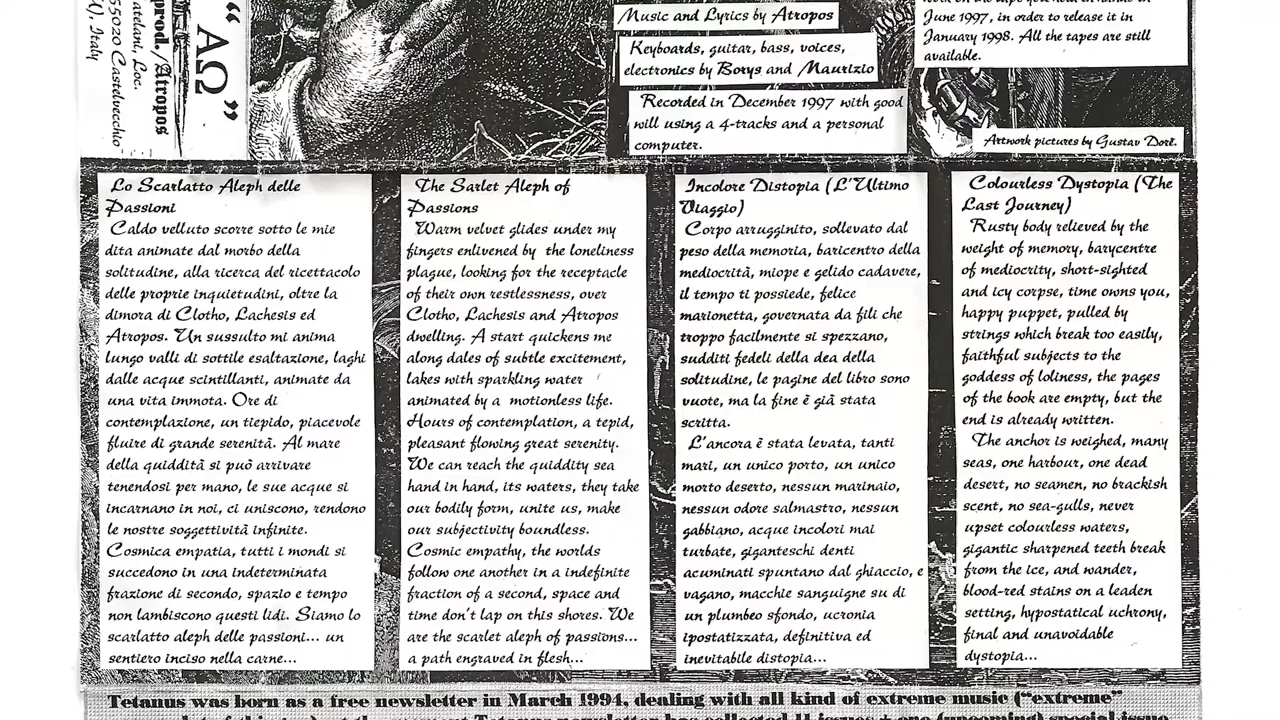 "ΑΩ"
prod. /Atropos
atelani, Loc.
55020 Castelvecchio -
), Italy
Music and Lyrics by Atropos
Keyboards, guitar, bass, voices,
electronics by Borys and Maurizio
Recorded in December 1997 with good
will using a 4-tracks and a personal
computer.
June 1997, in order to release it in
January 1998. All the tapes are still
available.
Artwork pictures by Gustav Dorè.
Lo Scarlatto Aleph delle
Passioni
Caldo velluto scorre sotto le mie
dita animate dal morbo della
solitudine, alla ricerca del ricettacolo
delle proprie inquietudini, oltre la
dimora di Clotho, Lachesis ed
Atropos. Un sussulto mi anima
lungo valli di sottile esaltazione, laghi
dalle acque scintillanti, animate da
una vita immota. Ore di
contemplazione, un tiepido, piacevole
fluire di grande serenità. Al mare
della quiddità si può arrivare
tenendosi per mano, le sue acque si
incarnano in noi, ci uniscono, rendono
le nostre soggettività infinite.
Cosmica empatia, tutti i mondi si
succedono in una indeterminata
frazione di secondo, spazio e tempo
non lambiscono questi lidi. Siamo lo
scarlatto aleph delle passioni... un
sentiero inciso nella carne...
The Sarlet Aleph of
Passions
Warm velvet glides under my
fingers enlivened by the loneliness
plague, looking for the receptacle
of their own restlessness, over
Clotho, Lachesis and Atropos
dwelling. A start quickens me
along dales of subtle excitement,
lakes with sparkling water
animated by a motionless life.
Hours of contemplation, a tepid,
pleasant flowing great serenity.
We can reach the quiddity sea
hand in hand, its waters, they take
our bodily form, unite us, make
our subjectivity boundless.
Cosmic empathy, the worlds
follow one another in a indefinite
fraction of a second, space and
time don't lap on this shores. We
are the scarlet aleph of passions...
a path engraved in flesh...
Incolore Distopia (L'Ultimo
Viaggio)
Corpo arrugginito, sollevato dal
peso della memoria, baricentro della
mediocrità, miope e gelido cadavere,
il tempo ti possiede, felice
marionetta, governata da fili che
troppo facilmente si spezzano,
sudditi fedeli della dea della
solitudine, le pagine del libro sono
vuote, ma la fine è già stata
scritta.
L'ancora è stata levata, tanti
mari, un unico porto, un unico
morto deserto, nessun marinaio,
nessun odore salmastro, nessun
gabbiano, acque incolori mai
turbate, giganteschi denti
acuminati spuntano dal ghiaccio, e
vagano, macchie sanguigne su di
un plumbeo sfondo, ucronia
ipostatizzata, definitiva ed
inevitabile distopia...
Colourless Dystopia (The
Last Journey)
Rusty body relieved by the
weight of memory, barycentre
of mediocrity, short-sighted
and icy corpse, time owns you,
happy puppet, pulled by
strings which break too easily,
faithful subjects to the
goddess of loliness, the pages
of the book are empty, but the
end is already written.
The anchor is weighed, many
seas, one harbour, one dead
desert, no seamen, no brackish
scent, no sea-gulls, never
upset colourless waters,
gigantic sharpened teeth break
from the ice, and wander,
blood-red stains on a leaden
setting, hypostatical uchrony,
final and unavoidable
dystopia...
Tetanus was born as a free newsletter in March 1994, dealing with all kind of extreme music ("extreme"